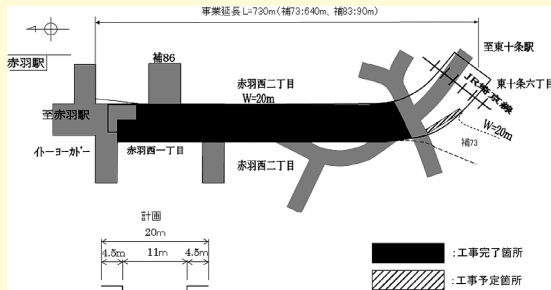 事業延長 L=730m(補73:640m、補83:90m)
至東十条駅
赤羽駅
補86
赤羽西二丁目
W=20m
JR埼京線
東十条六丁目
至赤羽駅
W=20m
イトーヨーカドー
赤羽西一丁目
赤羽西二丁目
補73
計画
20m
4.5m 11m 4.5m
:工事完了箇所
:工事予定箇所